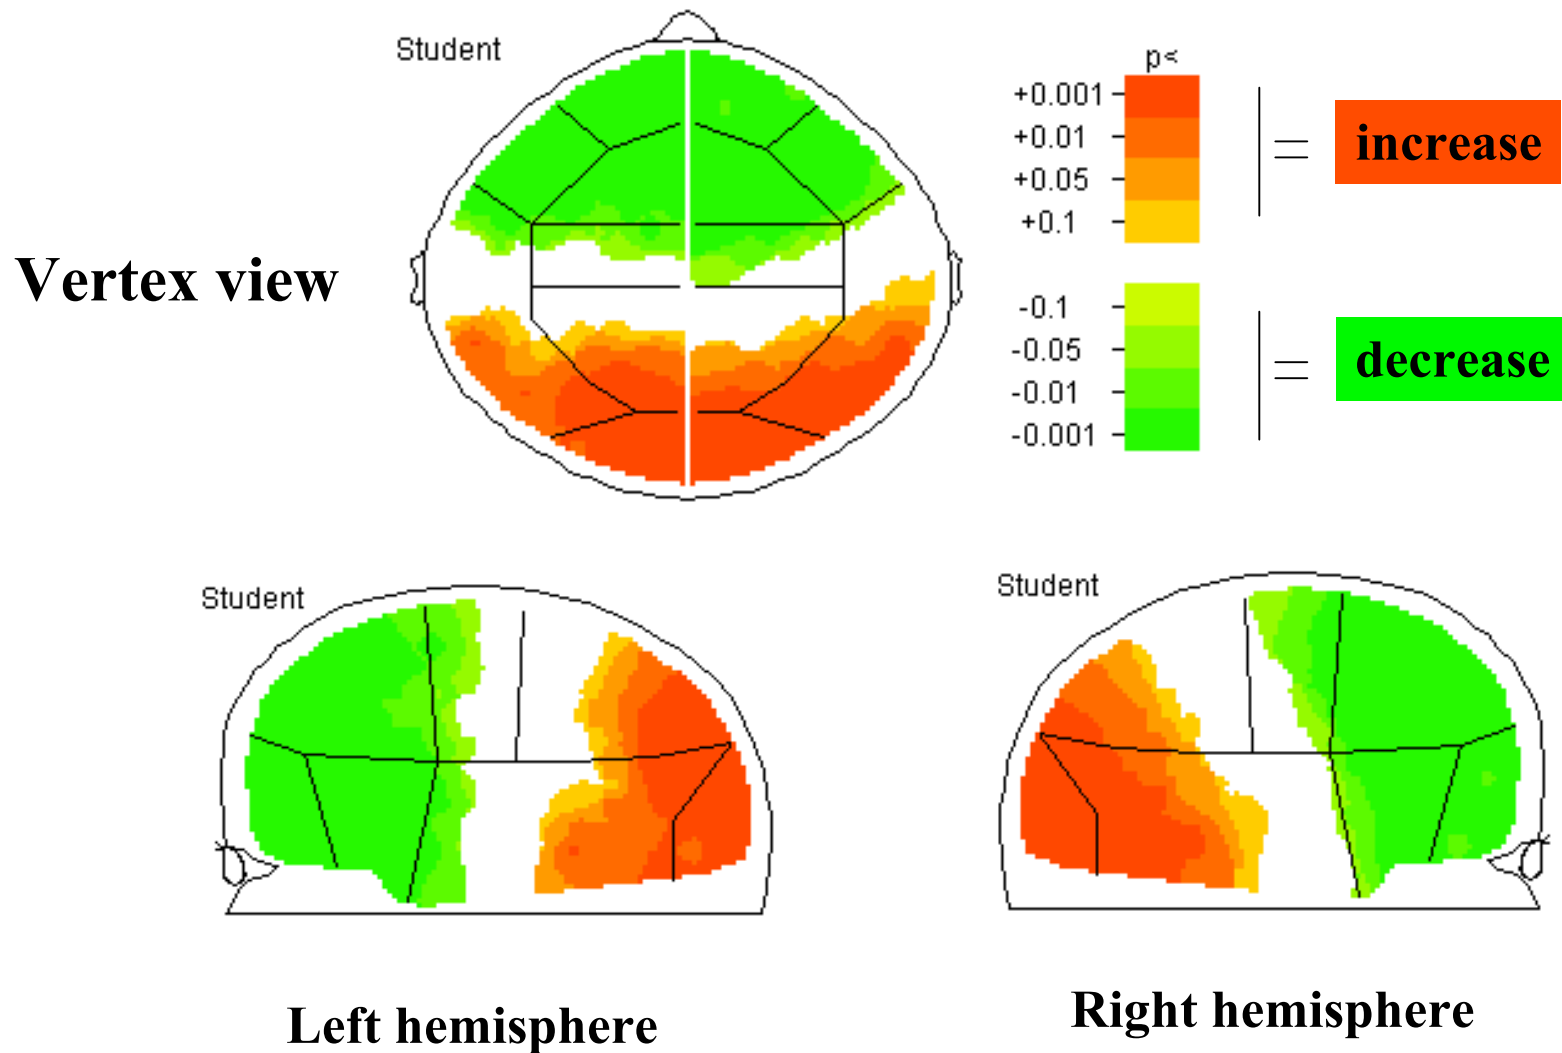 Student
p<
+0.001
+0.01
+0.05
+0.1
increase
Vertex view
-0.1
-0.05
-0.01
-0.001
decrease
Student
Student
Left hemisphere
Right hemisphere